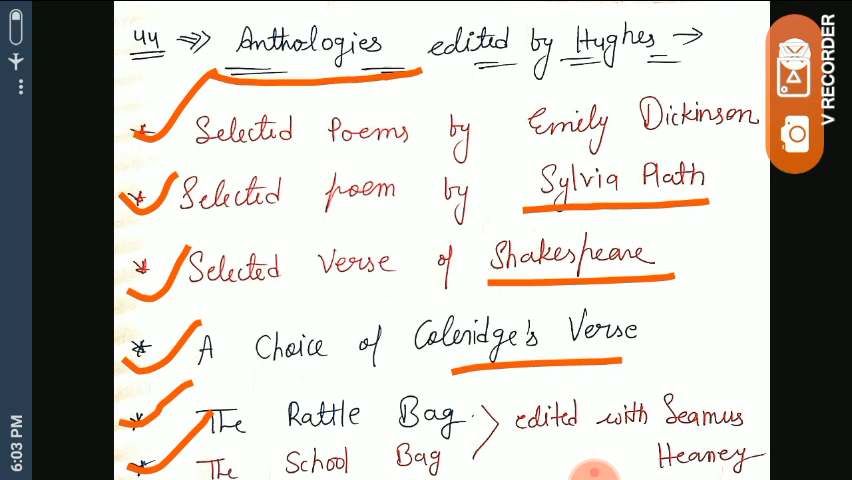 44 ⇒ Anthologies edited by Hughes →
* Selected Poems by Emily Dickinson
* Selected poem by Sylvia Plath
* Selected Verse of Shakespeare
* A Choice of Coleridge's Verse
* The Rattle Bag. > edited with Seamus
* The School Bag Heaney
V RECORDER
6:03 PM